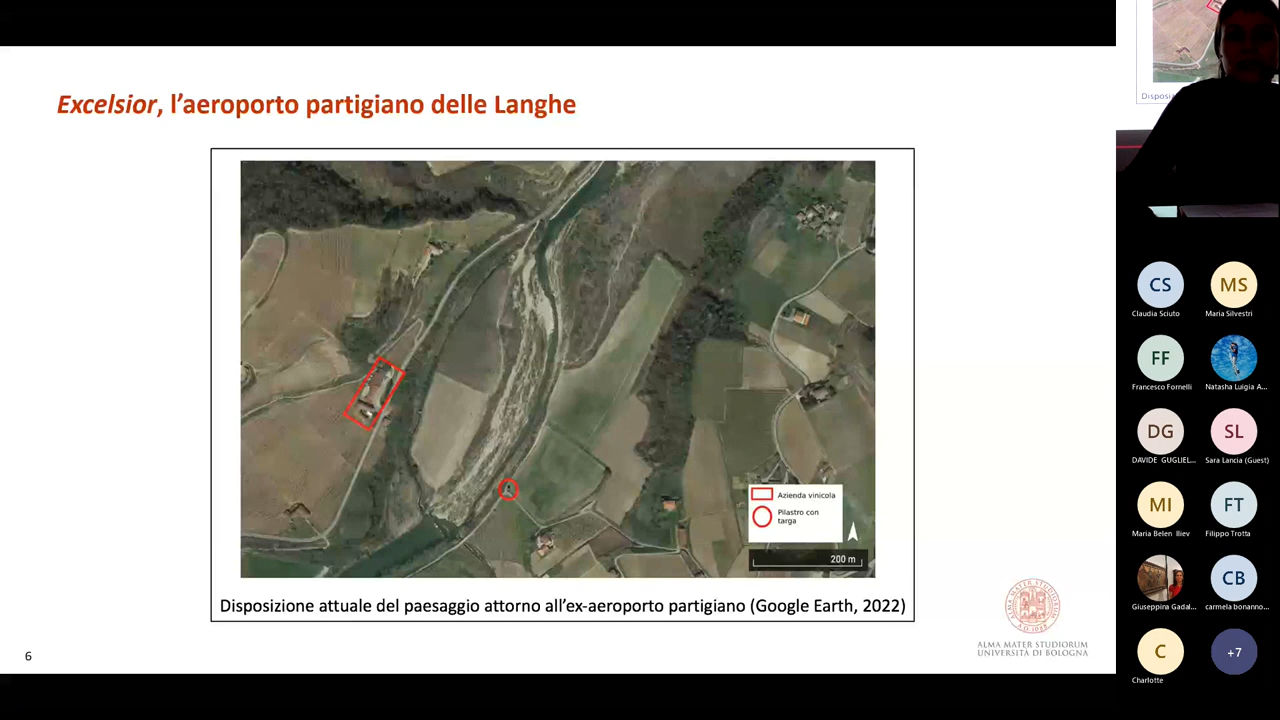 Excelsior, l'aeroporto partigiano delle Langhe
Azienda vinicola
Pilastro con
targa
200 m
Disposizione attuale del paesaggio attorno all'ex-aeroporto partigiano (Google Earth, 2022)
ALMA MATER STUDIORUM
UNIVERSITÀ DI BOLOGNA
6
Disposi
CS
MS
Claudia Sciuto
Maria Silvestri
FF
Francesco Fornelli
Natasha Luigia A...
DG
SL
DAVIDE GUGLIEL...
Sara Lancia (Guest)
MI
FT
Maria Belen Iliev
Filippo Trotta
CB
Giuseppina Gadal...
carmela bonanno...
C
+7
Charlotte